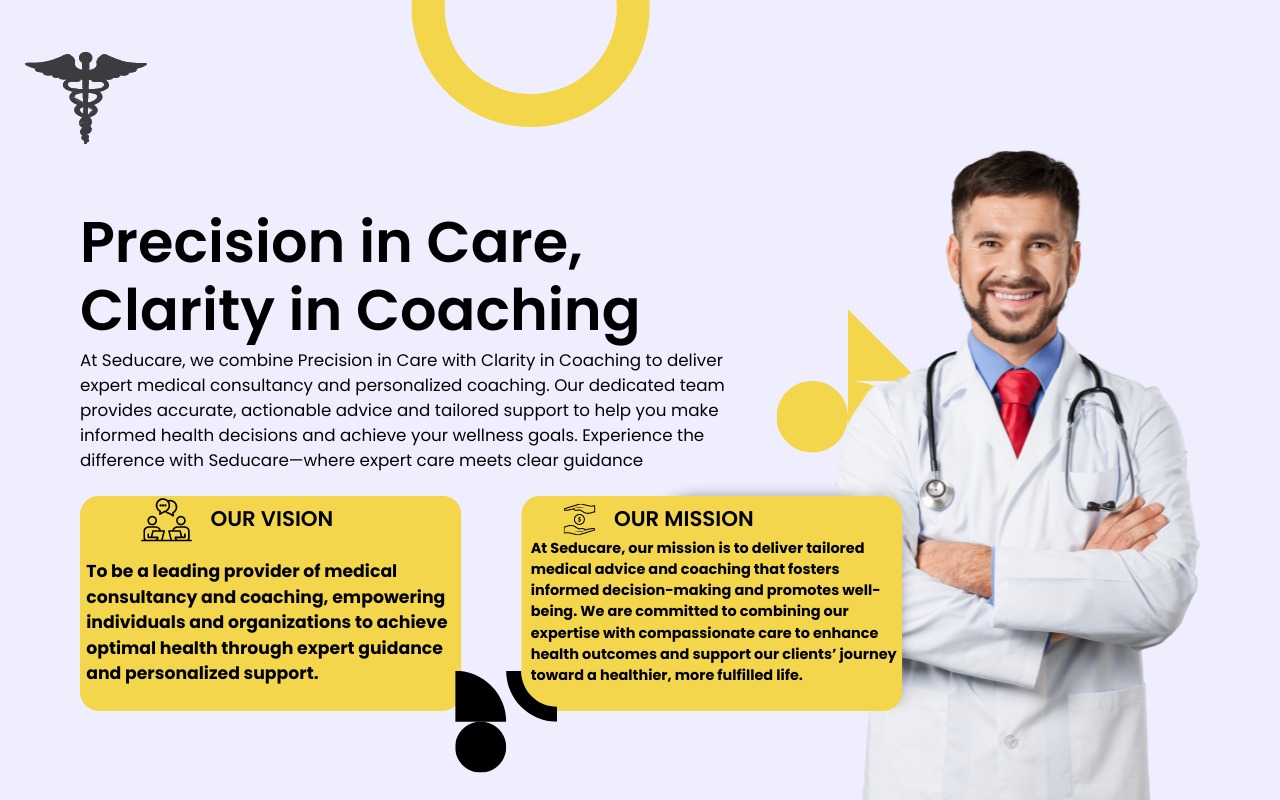 Precision in Care,
Clarity in Coaching
At Seducare, we combine Precision in Care with Clarity in Coaching to deliver
expert medical consultancy and personalized coaching. Our dedicated team
provides accurate, actionable advice and tailored support to help you make
informed health decisions and achieve your wellness goals. Experience the
difference with Seducare—where expert care meets clear guidance
OUR VISION
To be a leading provider of medical
consultancy and coaching, empowering
individuals and organizations to achieve
optimal health through expert guidance
and personalized support.
OUR MISSION
At Seducare, our mission is to deliver tailored
medical advice and coaching that fosters
informed decision-making and promotes well-
being. We are committed to combining our
expertise with compassionate care to enhance
health outcomes and support our clients’ journey
toward a healthier, more fulfilled life.